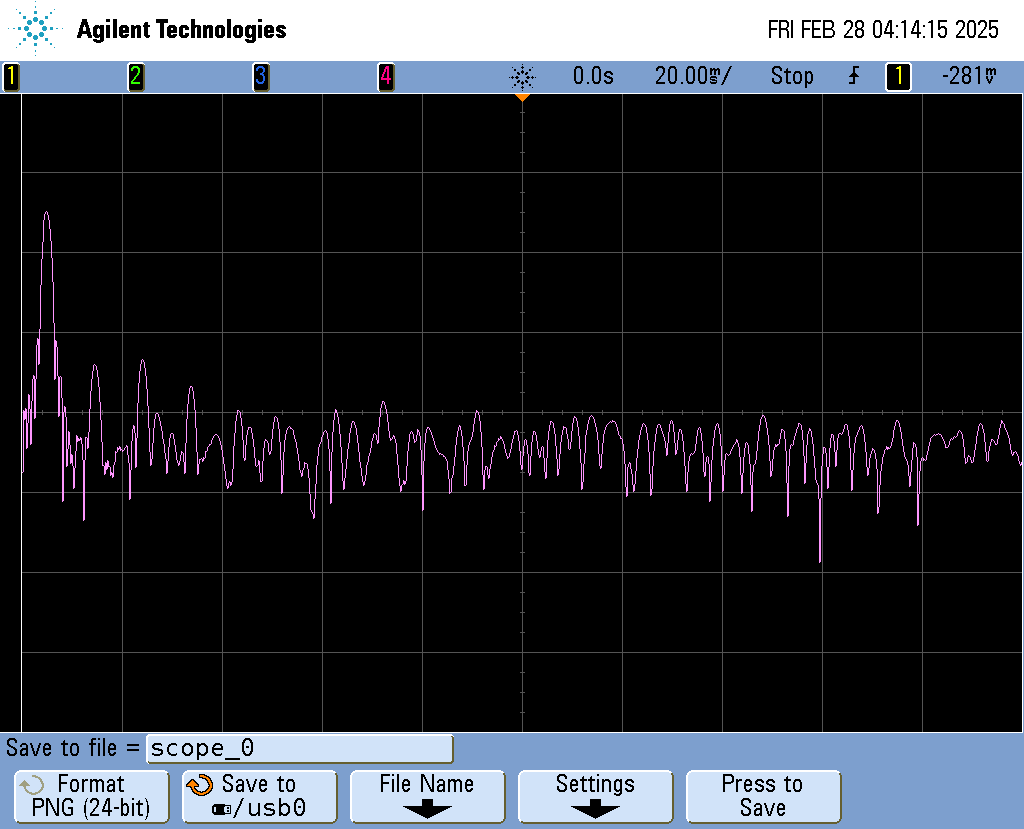 Agilent Technologies
FRI FEB 28 04:14:15 2025
1 2 3 4 0.0s 20.00ms/ Stop 1 -281mV
Save to file = scope_0
Format
PNG (24-bit)
Save to
/usb0
File Name
Settings
Press to
Save